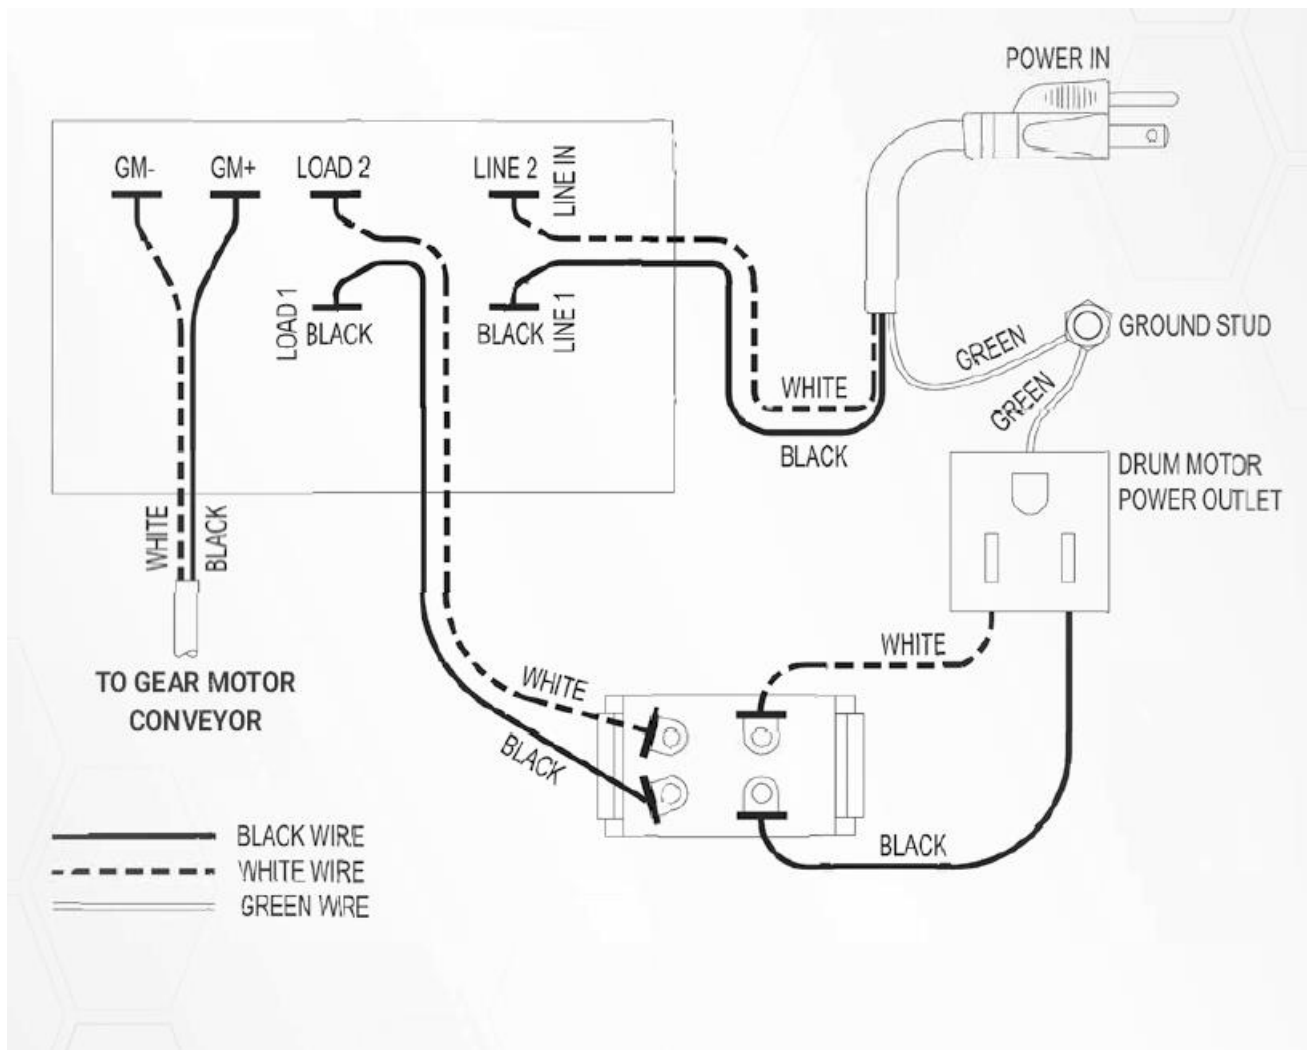 POWER IN
GM-
GM+
LOAD 2
LINE 2
LINE IN
LOAD 1
BLACK
BLACK
LINE 1
GREEN
GROUND STUD
GREEN
WHITE
BLACK
DRUM MOTOR
POWER OUTLET
WHITE
BLACK
TO GEAR MOTOR
CONVEYOR
WHITE
WHITE
BLACK
BLACK
BLACK WIRE
WHITE WIRE
GREEN WIRE